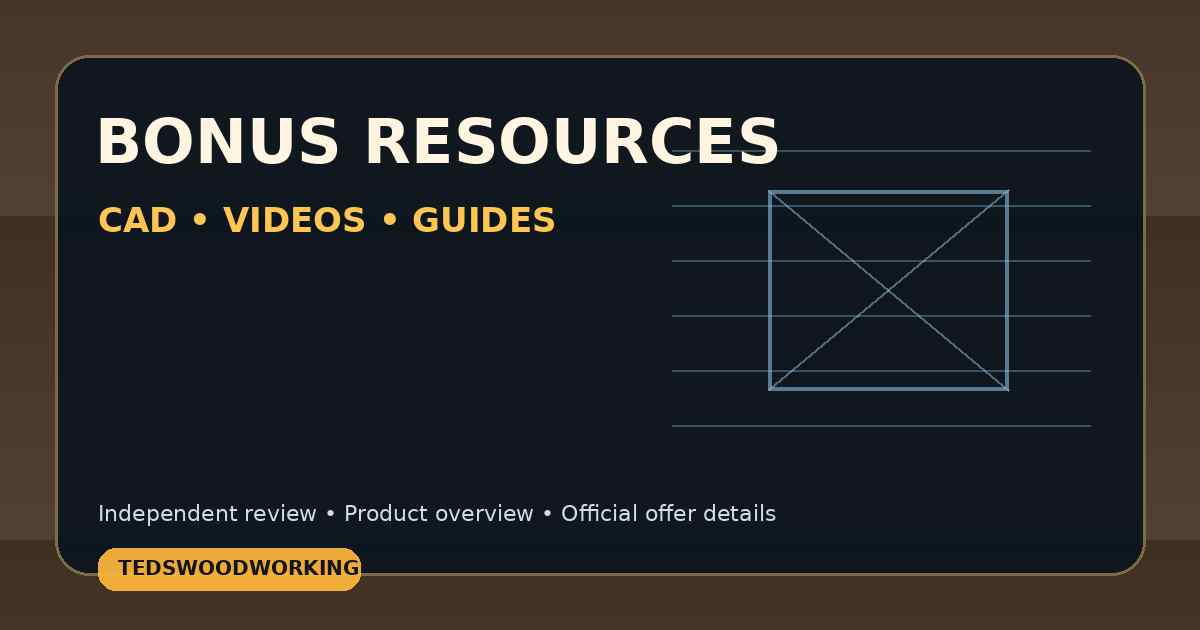 BONUS RESOURCES
CAD • VIDEOS • GUIDES
Independent review • Product overview • Official offer details
TEDSWOODWORKING